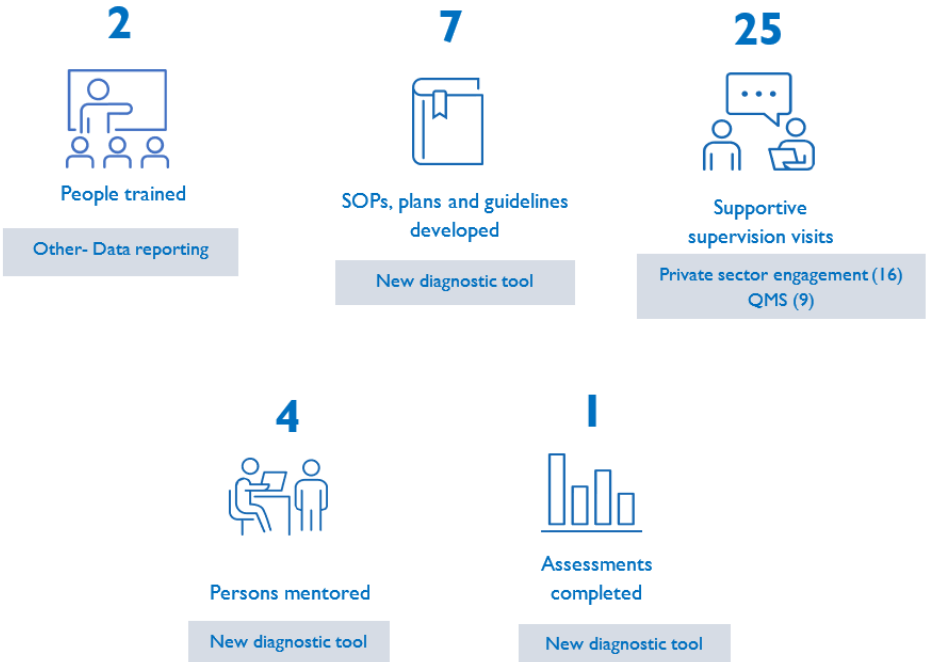 2
People trained
Other- Data reporting
7
SOPs, plans and guidelines
developed
New diagnostic tool
25
Supportive
supervision visits
Private sector engagement (16)
QMS (9)
4
Persons mentored
New diagnostic tool
1
Assessments
completed
New diagnostic tool